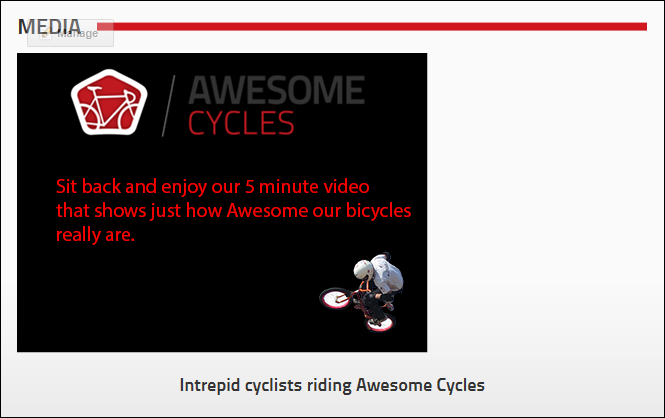 MEDIA
Manage
AWESOME
CYCLES
Sit back and enjoy our 5 minute video
that shows just how Awesome our bicycles
really are.
Intrepid cyclists riding Awesome Cycles